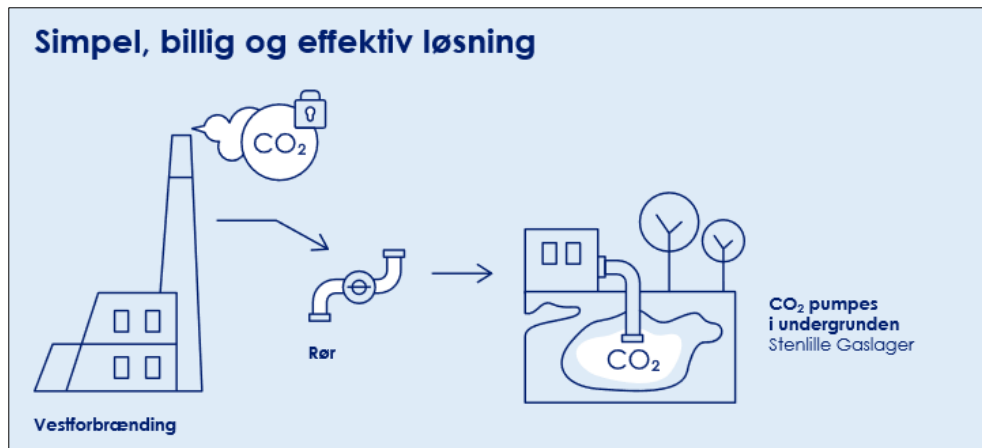 Simpel, billig og effektiv løsning
CO₂
Rør
Vestforbrænding
CO₂
CO₂ pumpes
i undergrunden
Stenlille Gaslager